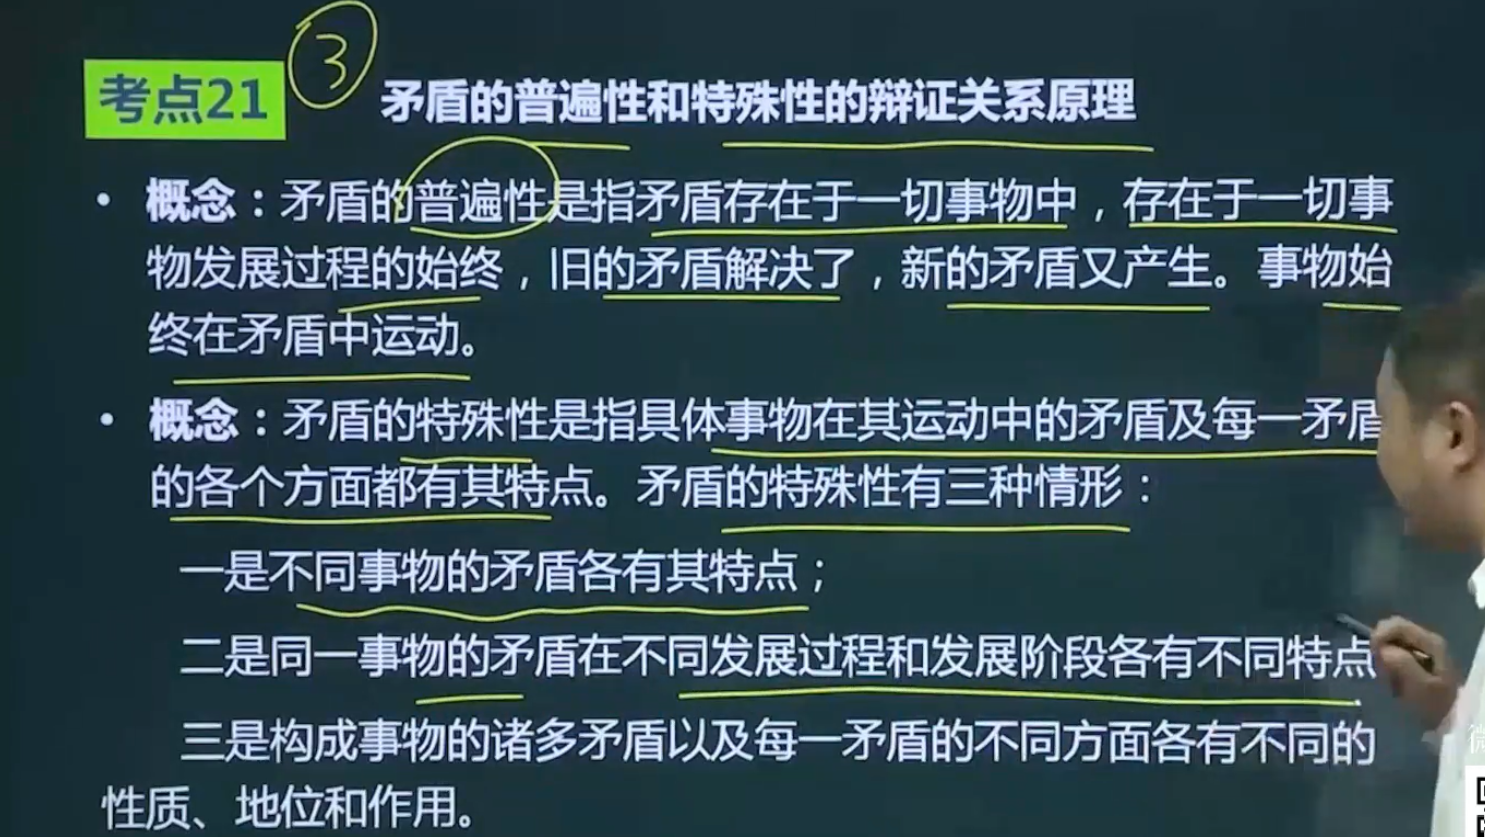 ③
考点21 矛盾的普遍性和特殊性的辩证关系原理
• 概念：矛盾的普遍性是指矛盾存在于一切事物中，存在于一切事
物发展过程的始终，旧的矛盾解决了，新的矛盾又产生。事物始
终在矛盾中运动。
• 概念：矛盾的特殊性是指具体事物在其运动中的矛盾及每一矛盾
的各个方面都有其特点。矛盾的特殊性有三种情形：
一是不同事物的矛盾各有其特点；
二是同一事物的矛盾在不同发展过程和发展阶段各有不同特点
三是构成事物的诸多矛盾以及每一矛盾的不同方面各有不同的
性质、地位和作用。